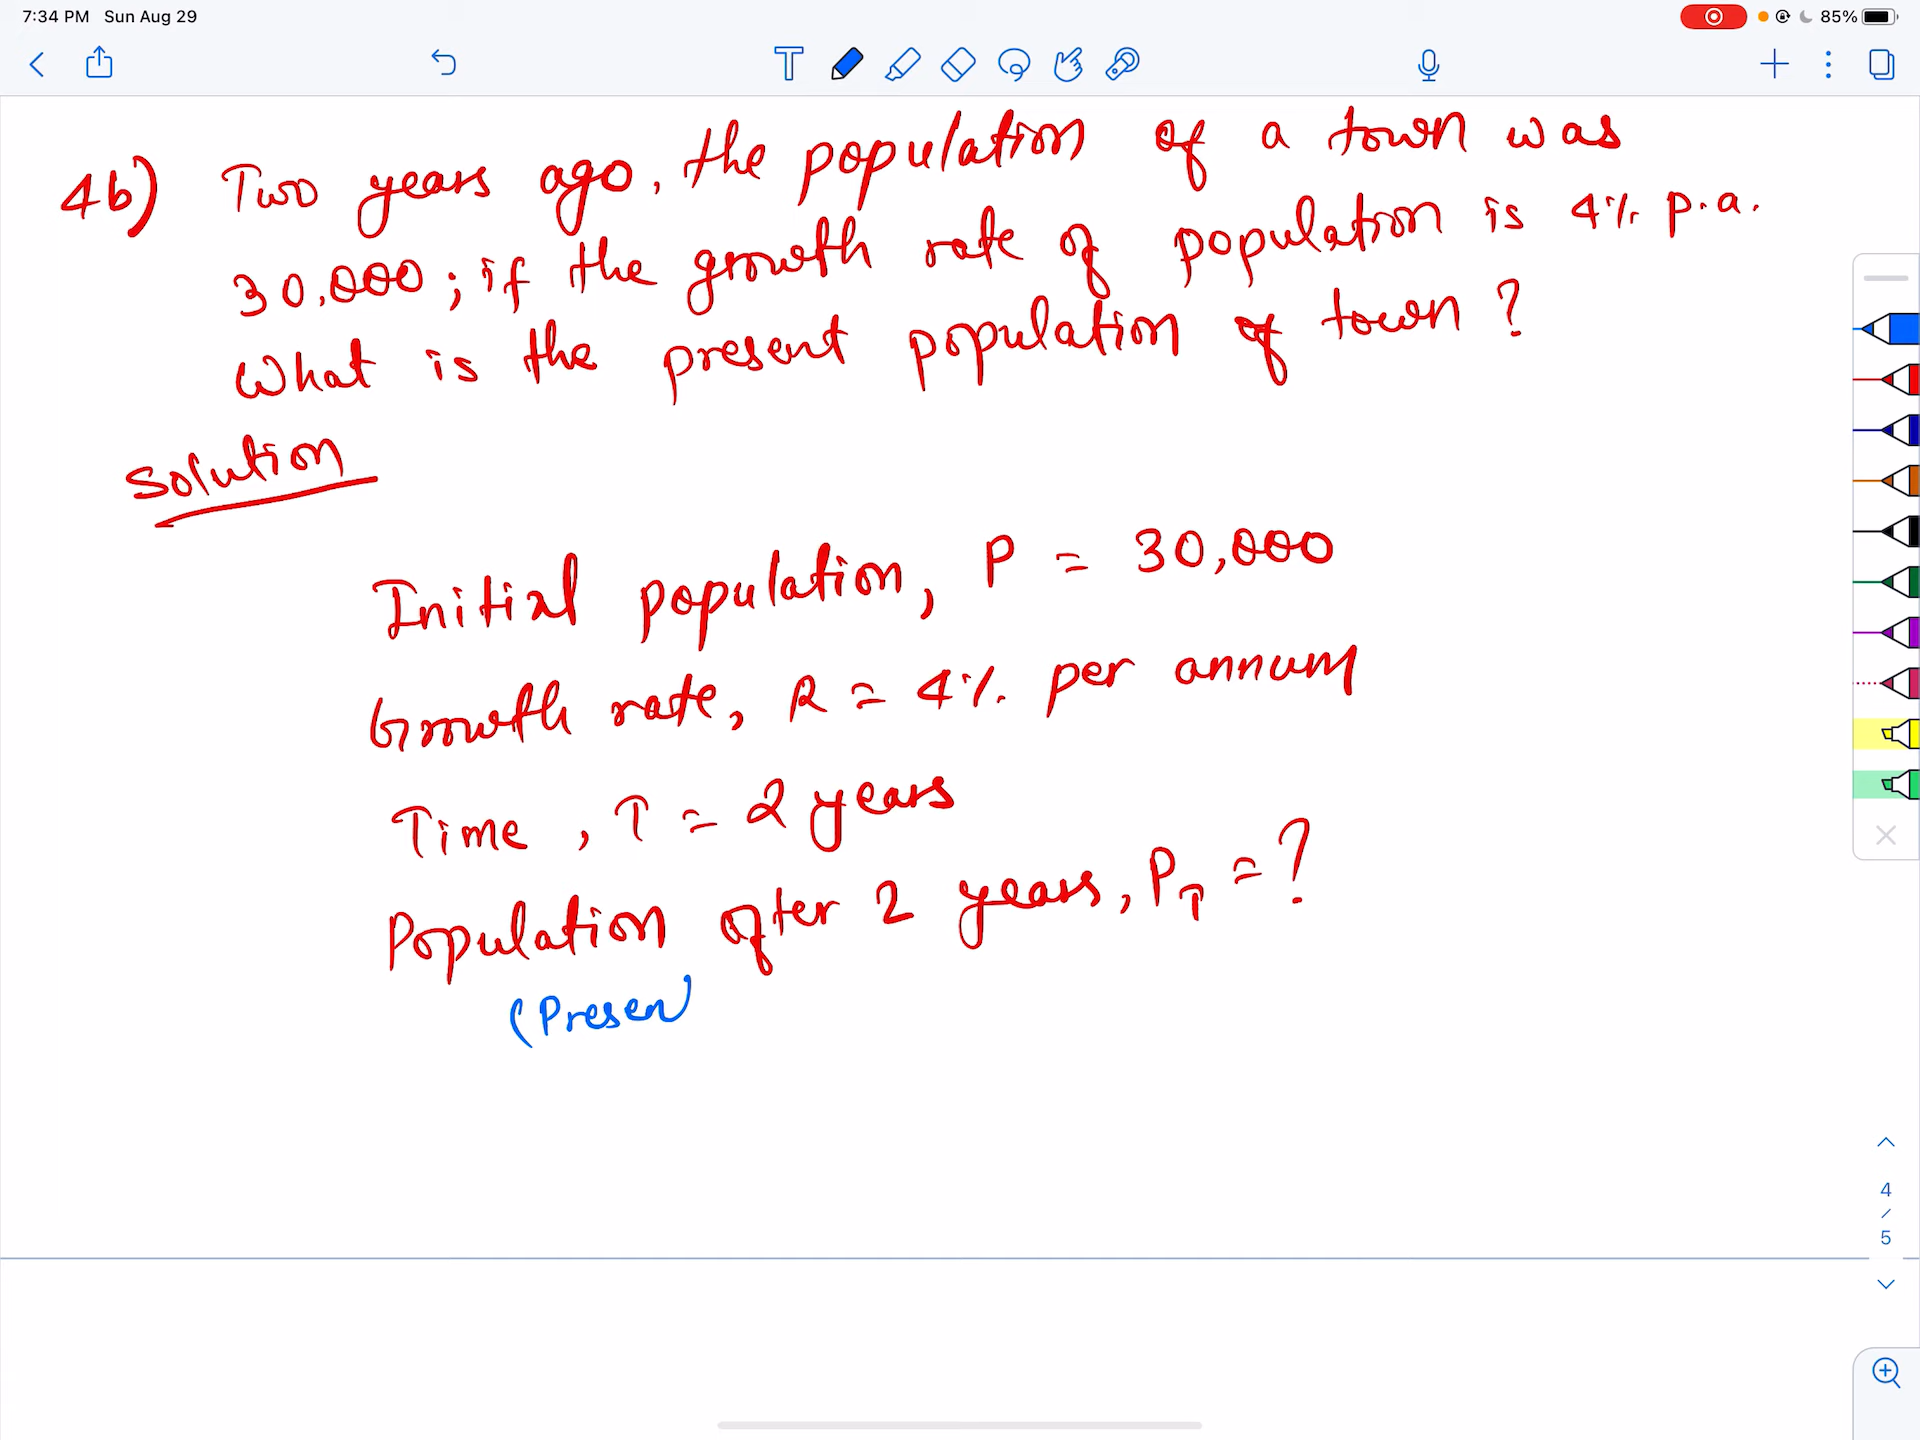 7:34 PM Sun Aug 29
85%
4b) Two years ago, the population of a town was
30,000; if the growth rate of population is 4% p.a.
What is the present population of town?
Solution
Initial population, P = 30,000
Growth rate, R = 4% per annum
Time, T = 2 years
Population after 2 years, P_T = ?
(Presen
4
/
5